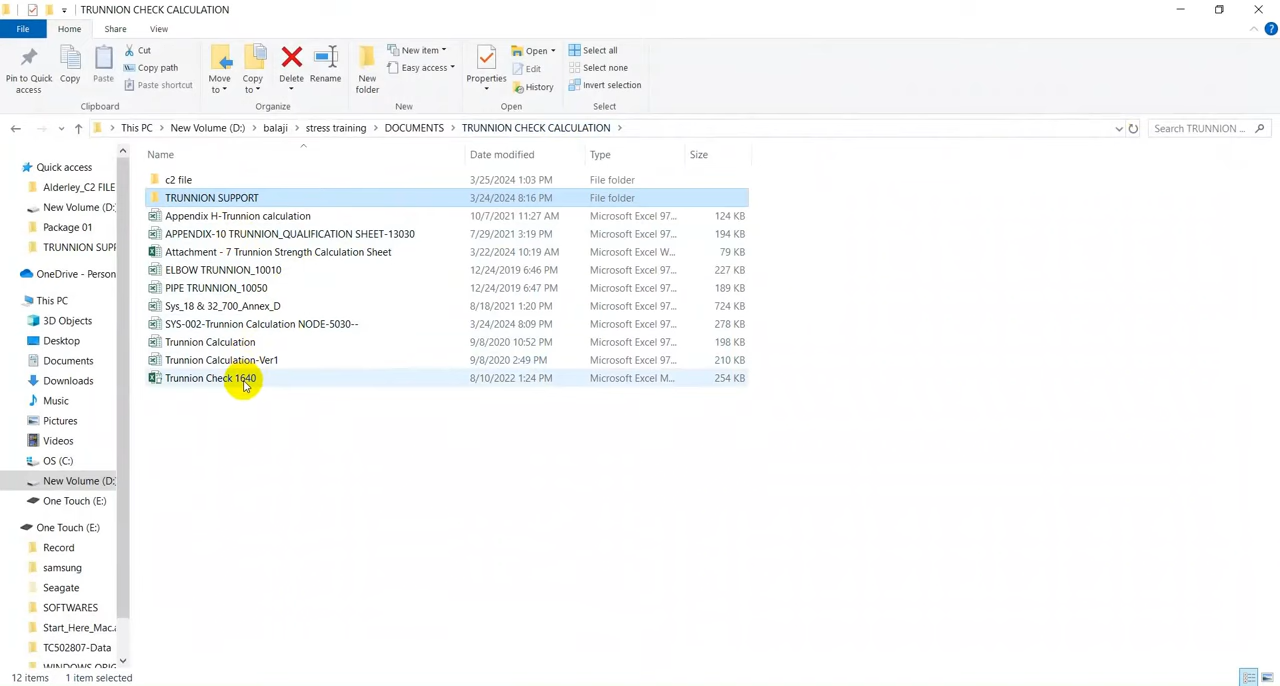 TRUNNION CHECK CALCULATION
File Home Share View
Pin to Quick access
Copy
Paste
Cut
Copy path
Paste shortcut
Clipboard
Move to
Copy to
Delete
Rename
Organize
New folder
New item
Easy access
New
Properties
Open
Edit
History
Open
Select all
Select none
Invert selection
Select
This PC New Volume (D:) balaji stress training DOCUMENTS TRUNNION CHECK CALCULATION
Search TRUNNION ...
Name Date modified Type Size
c2 file 3/25/2024 1:03 PM File folder
TRUNNION SUPPORT 3/24/2024 8:16 PM File folder
Appendix H-Trunnion calculation 10/7/2021 11:27 AM Microsoft Excel 97... 124 KB
APPENDIX-10 TRUNNION_QUALIFICATION SHEET-13030 7/29/2021 3:19 PM Microsoft Excel 97... 194 KB
Attachment - 7 Trunnion Strength Calculation Sheet 3/22/2024 10:19 AM Microsoft Excel W... 79 KB
ELBOW TRUNNION_10010 12/24/2019 6:46 PM Microsoft Excel 97... 227 KB
PIPE TRUNNION_10050 12/24/2019 6:47 PM Microsoft Excel 97... 189 KB
Sys_18 & 32_700_Annex_D 8/18/2021 1:20 PM Microsoft Excel 97... 724 KB
SYS-002-Trunnion Calculation NODE-5030-- 3/24/2024 8:09 PM Microsoft Excel 97... 278 KB
Trunnion Calculation 9/8/2020 10:52 PM Microsoft Excel 97... 198 KB
Trunnion Calculation-Ver1 9/8/2020 2:49 PM Microsoft Excel 97... 210 KB
Trunnion Check 1640 8/10/2022 1:24 PM Microsoft Excel M... 254 KB
Quick access
Alderley_C2 FILE
New Volume (D:)
Package 01
TRUNNION SUPP
OneDrive - Person
This PC
3D Objects
Desktop
Documents
Downloads
Music
Pictures
Videos
OS (C:)
New Volume (D:)
One Touch (E:)
One Touch (E:)
Record
samsung
Seagate
SOFTWARES
Start_Here_Mac.a
TC502807-Data
WINDOWS ORIG
12 items 1 item selected